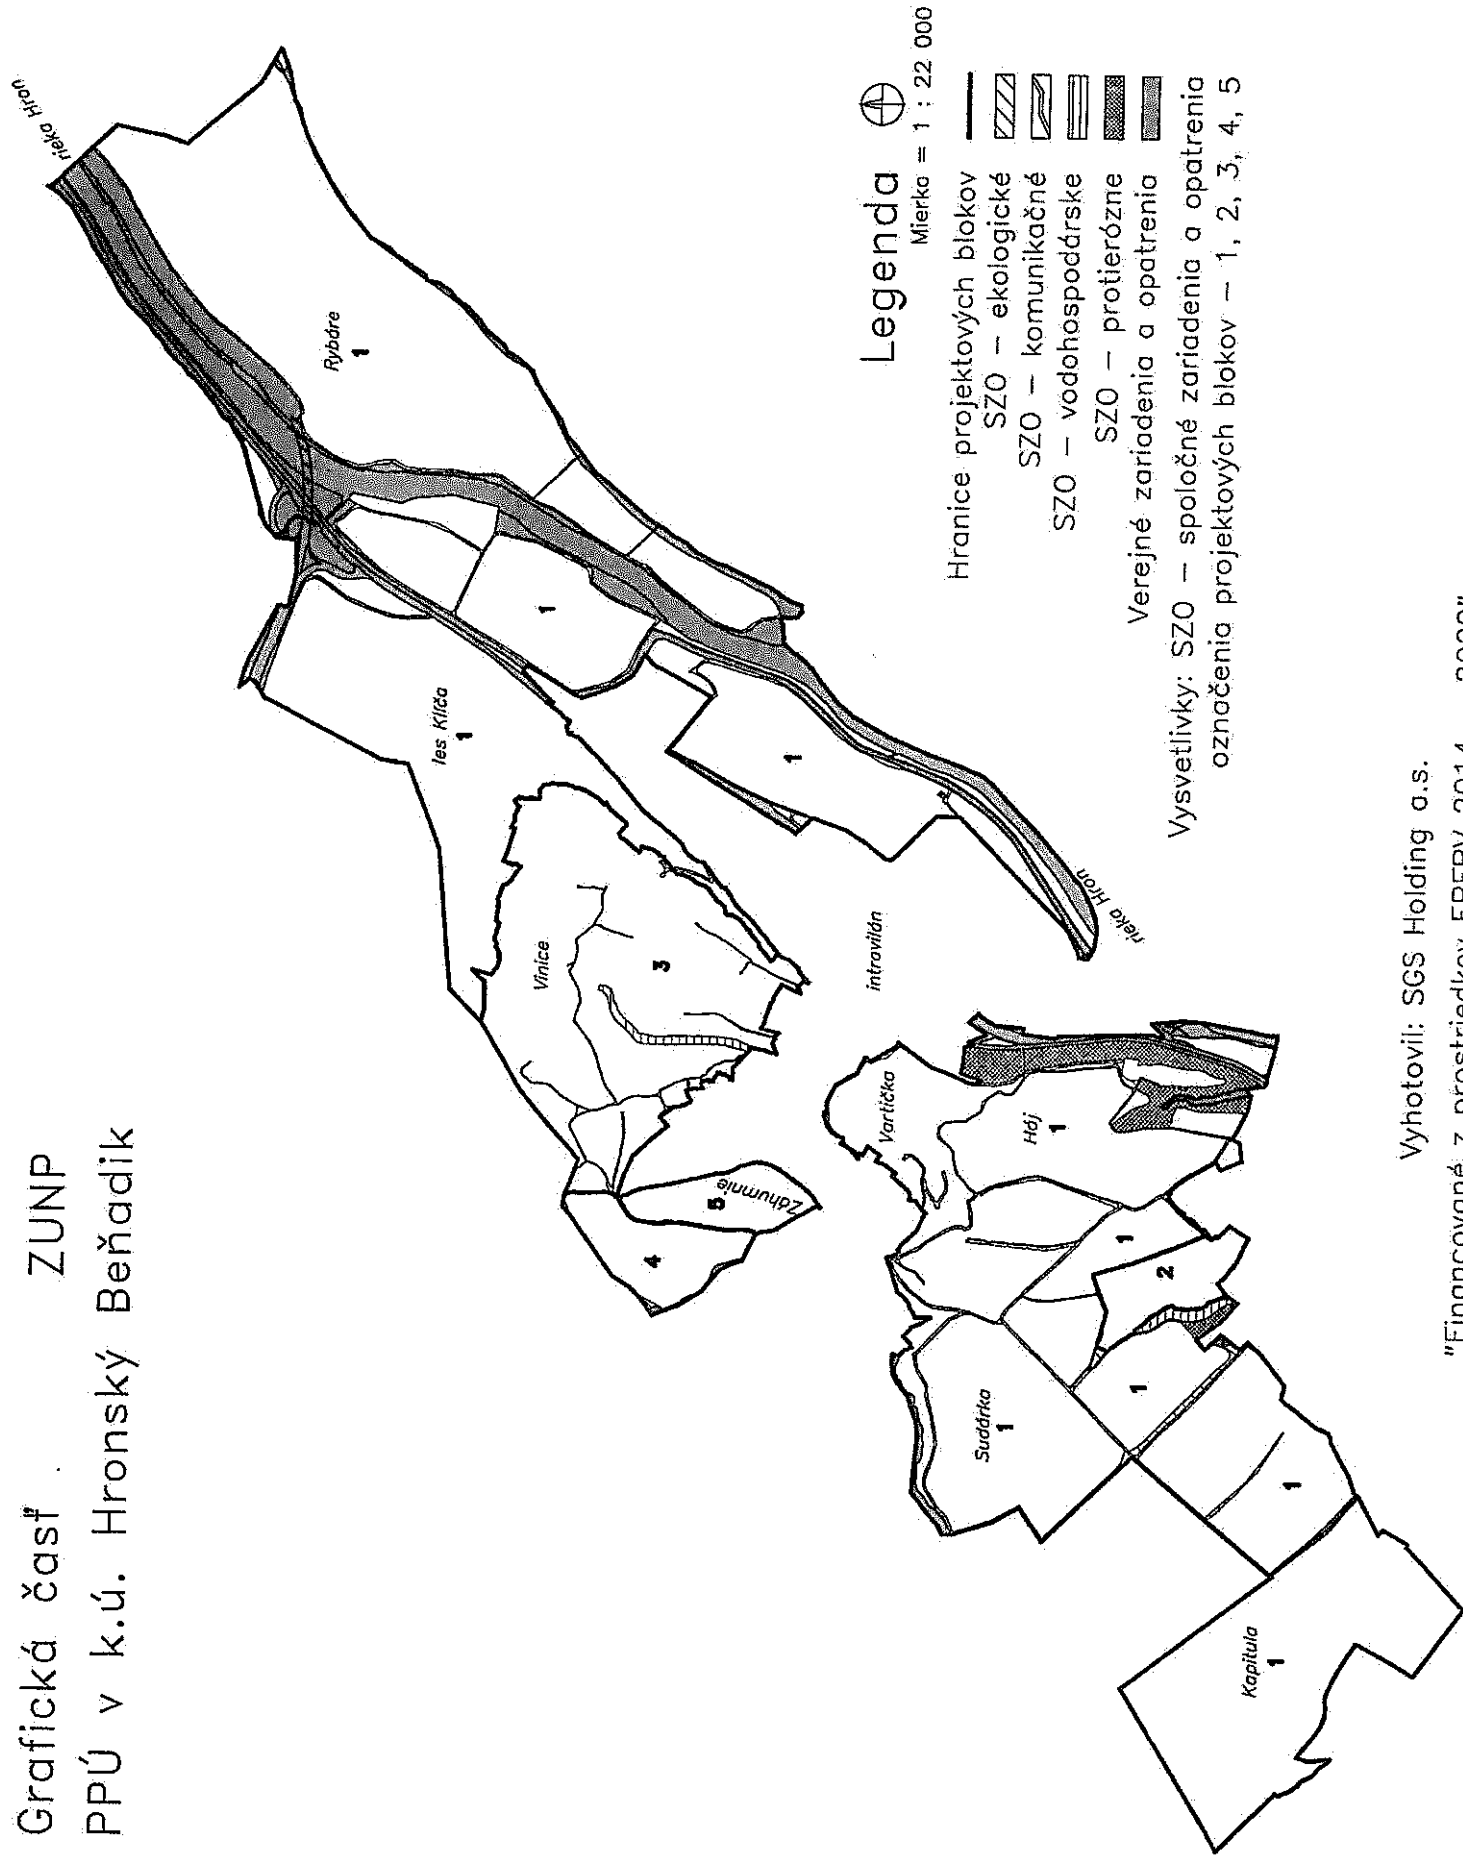 Grafická časť ZUNP
PPÚ v k.ú. Hronský Beňadik
rieka Hron
Rybáre
1
les Klíča
1
1
1
Vinice
3
4
5
Záhumnie
intravilán
rieka Hron
Vartička
Háj
1
1
2
1
Sudárka
1
1
Kapitula
1
Legenda
Mierka = 1 : 22 000
Hranice projektových blokov
SZO – ekologické
SZO – komunikačné
SZO – vodohospodárske
SZO – protierózne
Verejné zariadenia a opatrenia
Vysvetlivky: SZO – spoločné zariadenia a opatrenia
označenia projektových blokov – 1, 2, 3, 4, 5
Vyhotovil: SGS Holding a.s.
"Financované z prostriedkov